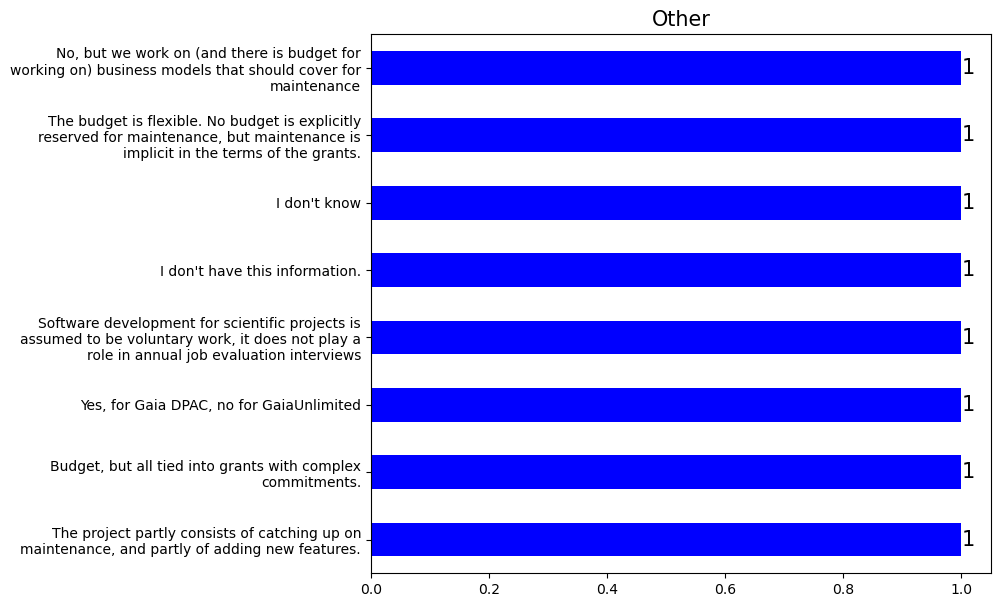 Other
No, but we work on (and there is budget for
working on) business models that should cover for
maintenance
1
The budget is flexible. No budget is explicitly
reserved for maintenance, but maintenance is
implicit in the terms of the grants.
1
I don't know
1
I don't have this information.
1
Software development for scientific projects is
assumed to be voluntary work, it does not play a
role in annual job evaluation interviews
1
Yes, for Gaia DPAC, no for GaiaUnlimited
1
Budget, but all tied into grants with complex
commitments.
1
The project partly consists of catching up on
maintenance, and partly of adding new features.
1
0.0 0.2 0.4 0.6 0.8 1.0